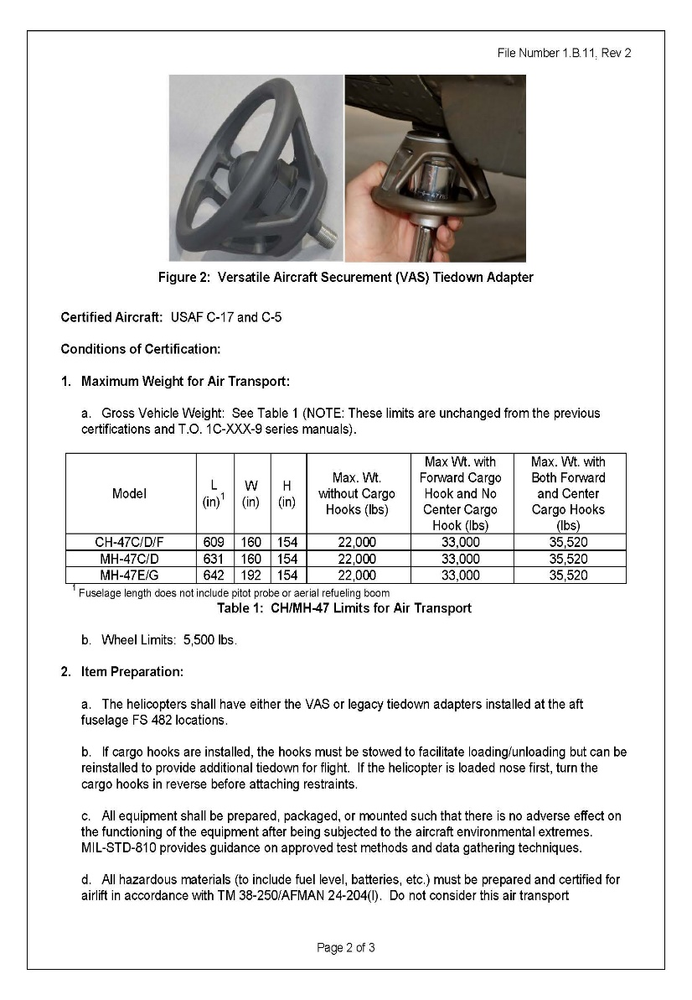 File Number 1.B.11, Rev 2
Figure 2: Versatile Aircraft Securement (VAS) Tiedown Adapter
Certified Aircraft: USAF C-17 and C-5
Conditions of Certification:
1. Maximum Weight for Air Transport:
a. Gross Vehicle Weight: See Table 1 (NOTE: These limits are unchanged from the previous
certifications and T.O. 1C-XXX-9 series manuals).
Model L (in)1 W (in) H (in) Max. Wt. without Cargo Hooks (lbs) Max Wt. with Forward Cargo Hook and No Center Cargo Hook (lbs) Max. Wt. with Both Forward and Center Cargo Hooks (lbs)
CH-47C/D/F 609 160 154 22,000 33,000 35,520
MH-47C/D 631 160 154 22,000 33,000 35,520
MH-47E/G 642 192 154 22,000 33,000 35,520
1 Fuselage length does not include pitot probe or aerial refueling boom
Table 1: CH/MH-47 Limits for Air Transport
b. Wheel Limits: 5,500 lbs.
2. Item Preparation:
a. The helicopters shall have either the VAS or legacy tiedown adapters installed at the aft
fuselage FS 482 locations.
b. If cargo hooks are installed, the hooks must be stowed to facilitate loading/unloading but can be
reinstalled to provide additional tiedown for flight. If the helicopter is loaded nose first, turn the
cargo hooks in reverse before attaching restraints.
c. All equipment shall be prepared, packaged, or mounted such that there is no adverse effect on
the functioning of the equipment after being subjected to the aircraft environmental extremes.
MIL-STD-810 provides guidance on approved test methods and data gathering techniques.
d. All hazardous materials (to include fuel level, batteries, etc.) must be prepared and certified for
airlift in accordance with TM 38-250/AFMAN 24-204(I). Do not consider this air transport
Page 2 of 3